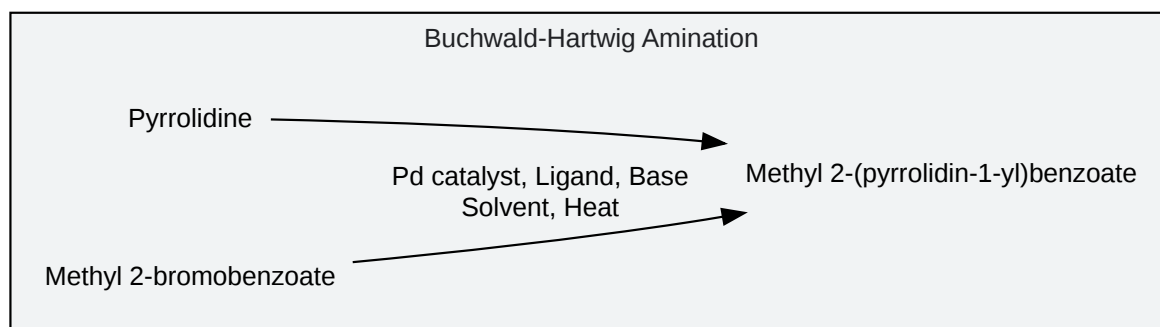 Buchwald-Hartwig Amination
Pyrrolidine
Pd catalyst, Ligand, Base
Solvent, Heat
Methyl 2-(pyrrolidin-1-yl)benzoate
Methyl 2-bromobenzoate